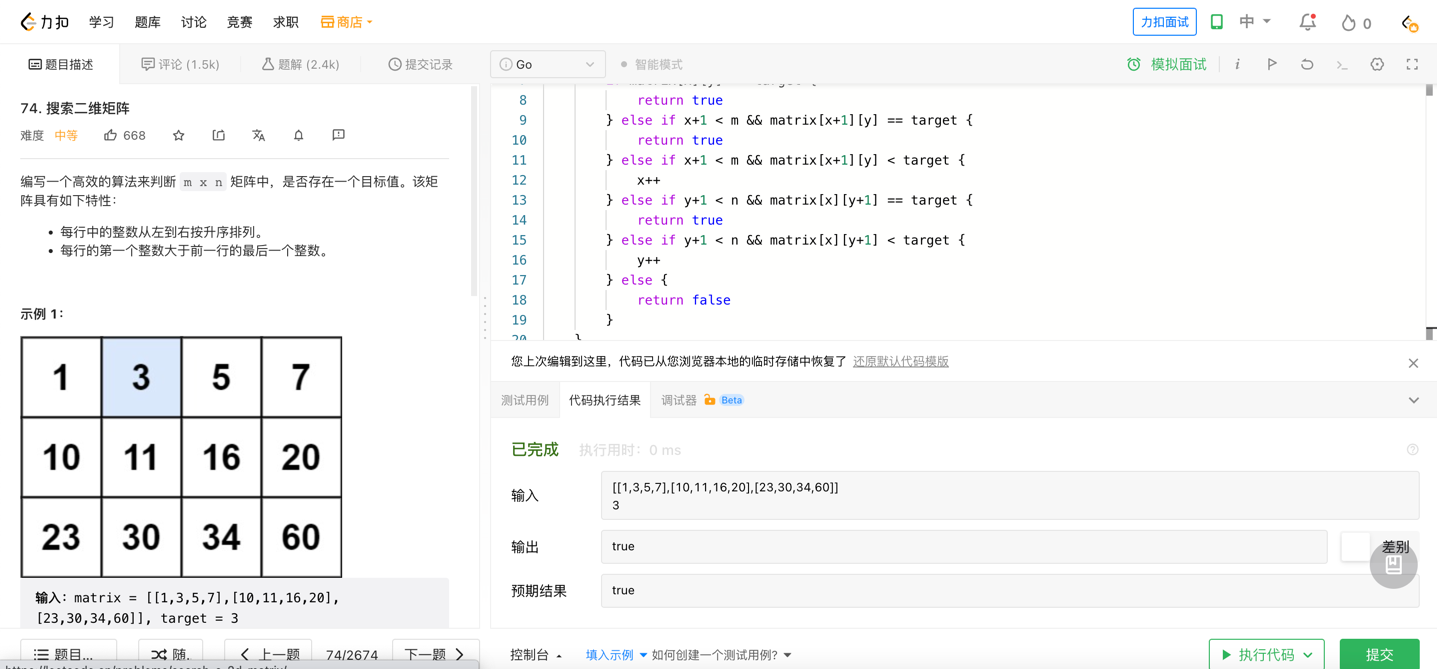 力扣 学习 题库 讨论 竞赛 求职 商店 力扣面试 中 0
题目描述 评论 (1.5k) 题解 (2.4k) 提交记录
i Go 智能模式 模拟面试 i
74. 搜索二维矩阵
难度 中等 668
编写一个高效的算法来判断 m x n 矩阵中，是否存在一个目标值。该矩
阵具有如下特性：
每行中的整数从左到右按升序排列。
每行的第一个整数大于前一行的最后一个整数。
示例 1：
1 3 5 7
10 11 16 20
23 30 34 60
输入：matrix = [[1,3,5,7],[10,11,16,20],
[23,30,34,60]], target = 3
题目... 随. 上一题 74/2674 下一题
8 return true
9 } else if x+1 < m && matrix[x+1][y] == target {
10 return true
11 } else if x+1 < m && matrix[x+1][y] < target {
12 x++
13 } else if y+1 < n && matrix[x][y+1] == target {
14 return true
15 } else if y+1 < n && matrix[x][y+1] < target {
16 y++
17 } else {
18 return false
19 }
20 }
您上次编辑到这里，代码已从您浏览器本地的临时存储中恢复了 还原默认代码模版
测试用例 代码执行结果 调试器 Beta
已完成 执行用时：0 ms
输入
[[1,3,5,7],[10,11,16,20],[23,30,34,60]]
3
输出 true 差别
预期结果 true
控制台 填入示例 如何创建一个测试用例? 执行代码 提交